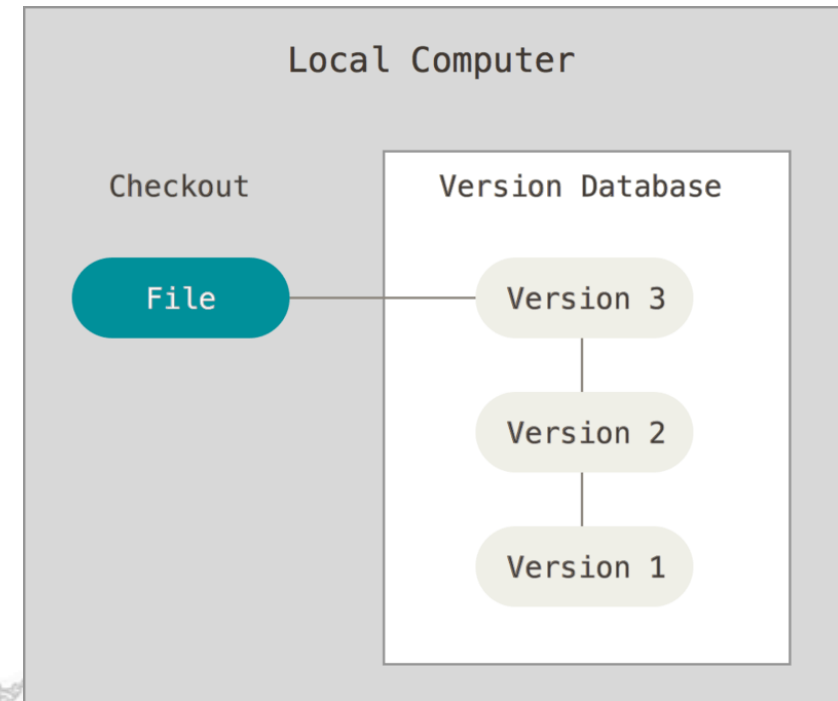 Local Computer
Checkout
Version Database
File
Version 3
Version 2
Version 1